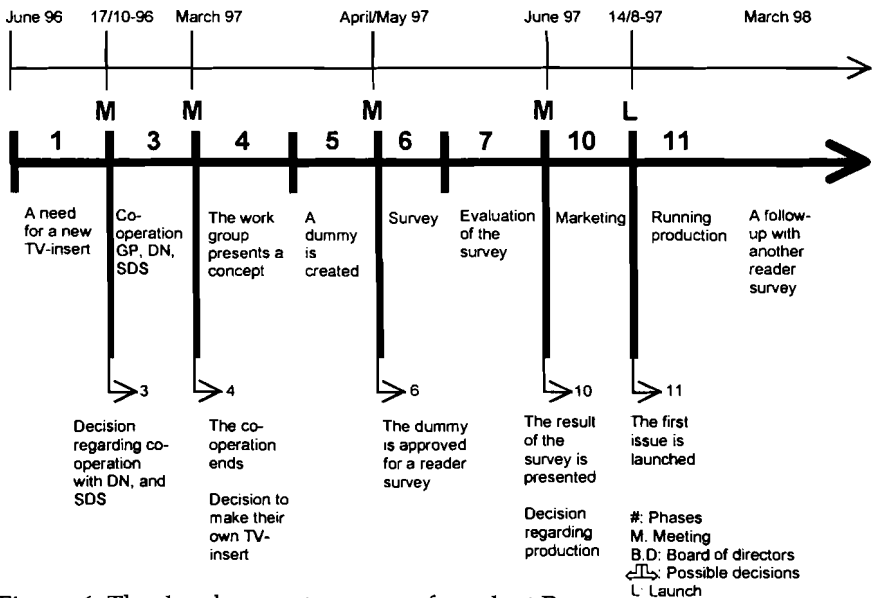 June 96 17/10-96 March 97 April/May 97 June 97 14/8-97 March 98
M M M M L
1 3 4 5 6 7 10 11
A need
for a new
TV-insert
Co-
operation
GP, DN,
SDS
The work
group
presents a
concept
A
dummy
is
created
Survey
Evaluation
of the
survey
Marketing
Running
production
A follow-
up with
another
reader
survey
3
Decision
regarding co-
operation
with DN, and
SDS
4
The co-
operation
ends
Decision to
make their
own TV-
insert
6
The dummy
is approved
for a reader
survey
10
The result
of the
survey is
presented
Decision
regarding
production
11
The first
issue is
launched
#: Phases
M. Meeting
B.D: Board of directors
: Possible decisions
L: Launch